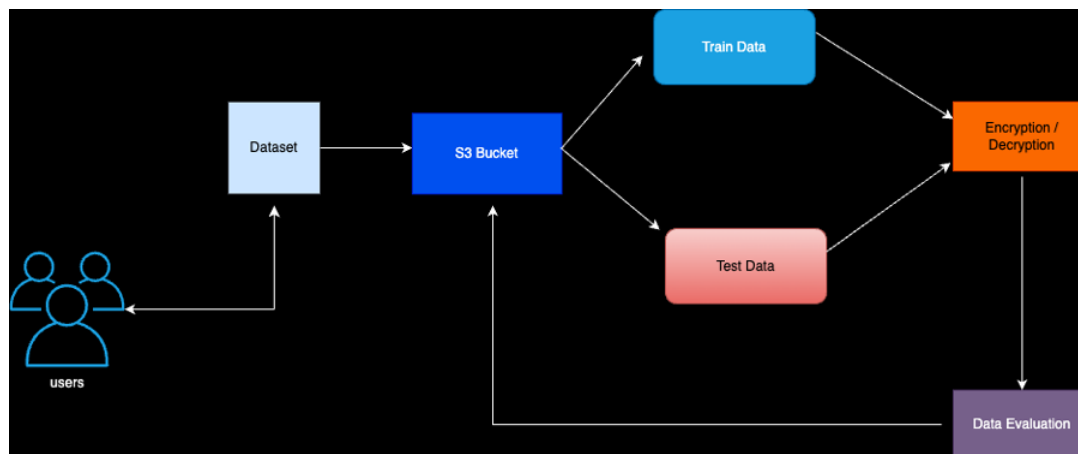 Train Data
Dataset
S3 Bucket
Encryption /
Decryption
Test Data
users
Data Evaluation